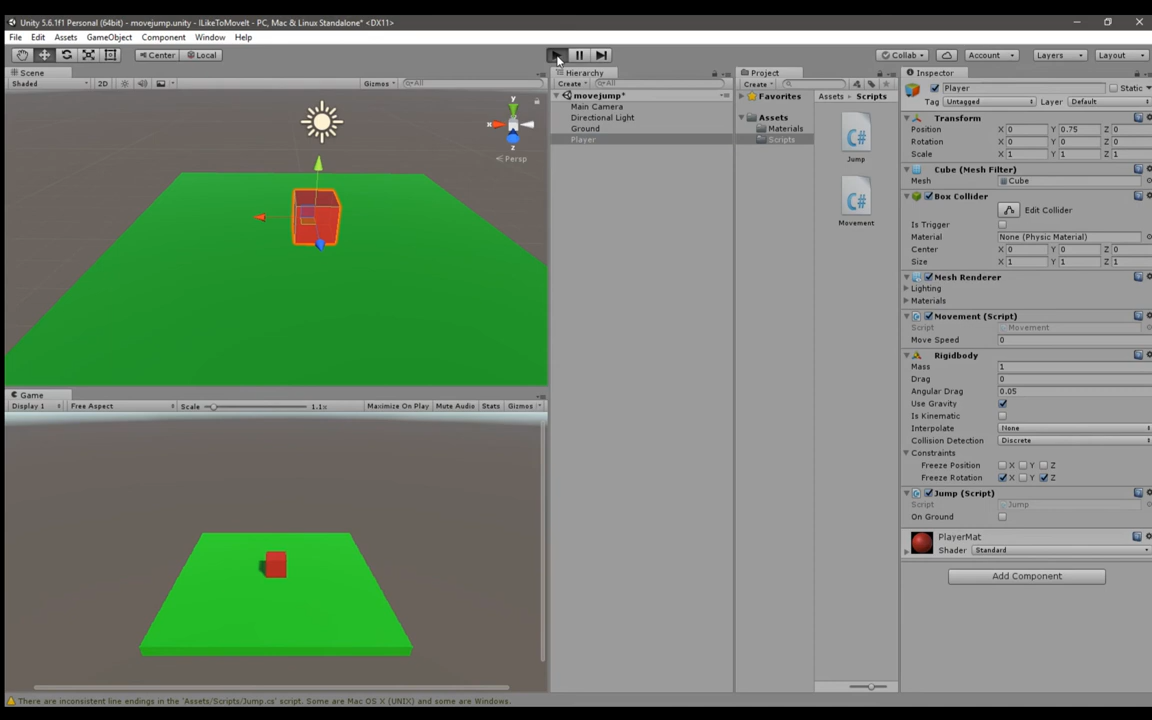 Unity 5.6.1f1 Personal (64bit) - movejump.unity - ILikeToMoveIt - PC, Mac & Linux Standalone* <DX11>
File Edit Assets GameObject Component Window Help
Center Local Collab Account Layers Layout
Scene
Shaded 2D Gizmos All
y
x
z
Persp
Game
Display 1 Free Aspect Scale 1.1x Maximize On Play Mute Audio Stats Gizmos
Hierarchy
Create All
movejump*
Main Camera
Directional Light
Ground
Player
Project
Create
Favorites
Assets
Materials
Scripts
Assets Scripts
C#
Jump
C#
Movement
Inspector
Player Static
Tag Untagged Layer Default
Transform
Position X 0 Y 0.75 Z 0
Rotation X 0 Y 0 Z 0
Scale X 1 Y 1 Z 1
Cube (Mesh Filter)
Mesh Cube
Box Collider
Edit Collider
Is Trigger
Material None (Physic Material)
Center X 0 Y 0 Z 0
Size X 1 Y 1 Z 1
Mesh Renderer
Lighting
Materials
Movement (Script)
Script Movement
Move Speed 0
Rigidbody
Mass 1
Drag 0
Angular Drag 0.05
Use Gravity
Is Kinematic
Interpolate None
Collision Detection Discrete
Constraints
Freeze Position X Y Z
Freeze Rotation X Y Z
Jump (Script)
Script Jump
On Ground
PlayerMat
Shader Standard
Add Component
There are inconsistent line endings in the 'Assets/Scripts/Jump.cs' script. Some are Mac OS X (UNIX) and some are Windows.